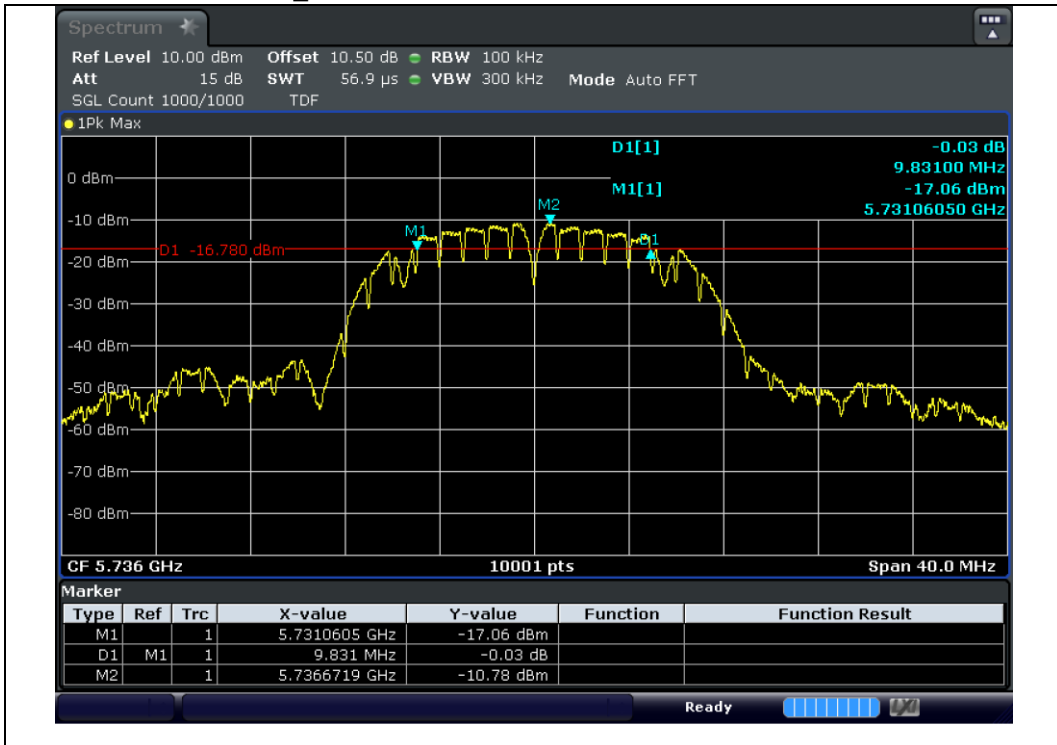 Spectrum
Ref Level 10.00 dBm Offset 10.50 dB RBW 100 kHz
Att 15 dB SWT 56.9 µs VBW 300 kHz Mode Auto FFT
SGL Count 1000/1000 TDF
1Pk Max
D1[1] -0.03 dB
9.83100 MHz
0 dBm
M1[1] -17.06 dBm
5.73106050 GHz
M2
-10 dBm
M1
D1
D1 -16.780 dBm
-20 dBm
-30 dBm
-40 dBm
-50 dBm
-60 dBm
-70 dBm
-80 dBm
CF 5.736 GHz 10001 pts Span 40.0 MHz
Marker
Type Ref Trc X-value Y-value Function Function Result
M1 1 5.7310605 GHz -17.06 dBm
D1 M1 1 9.831 MHz -0.03 dB
M2 1 5.7366719 GHz -10.78 dBm
Ready